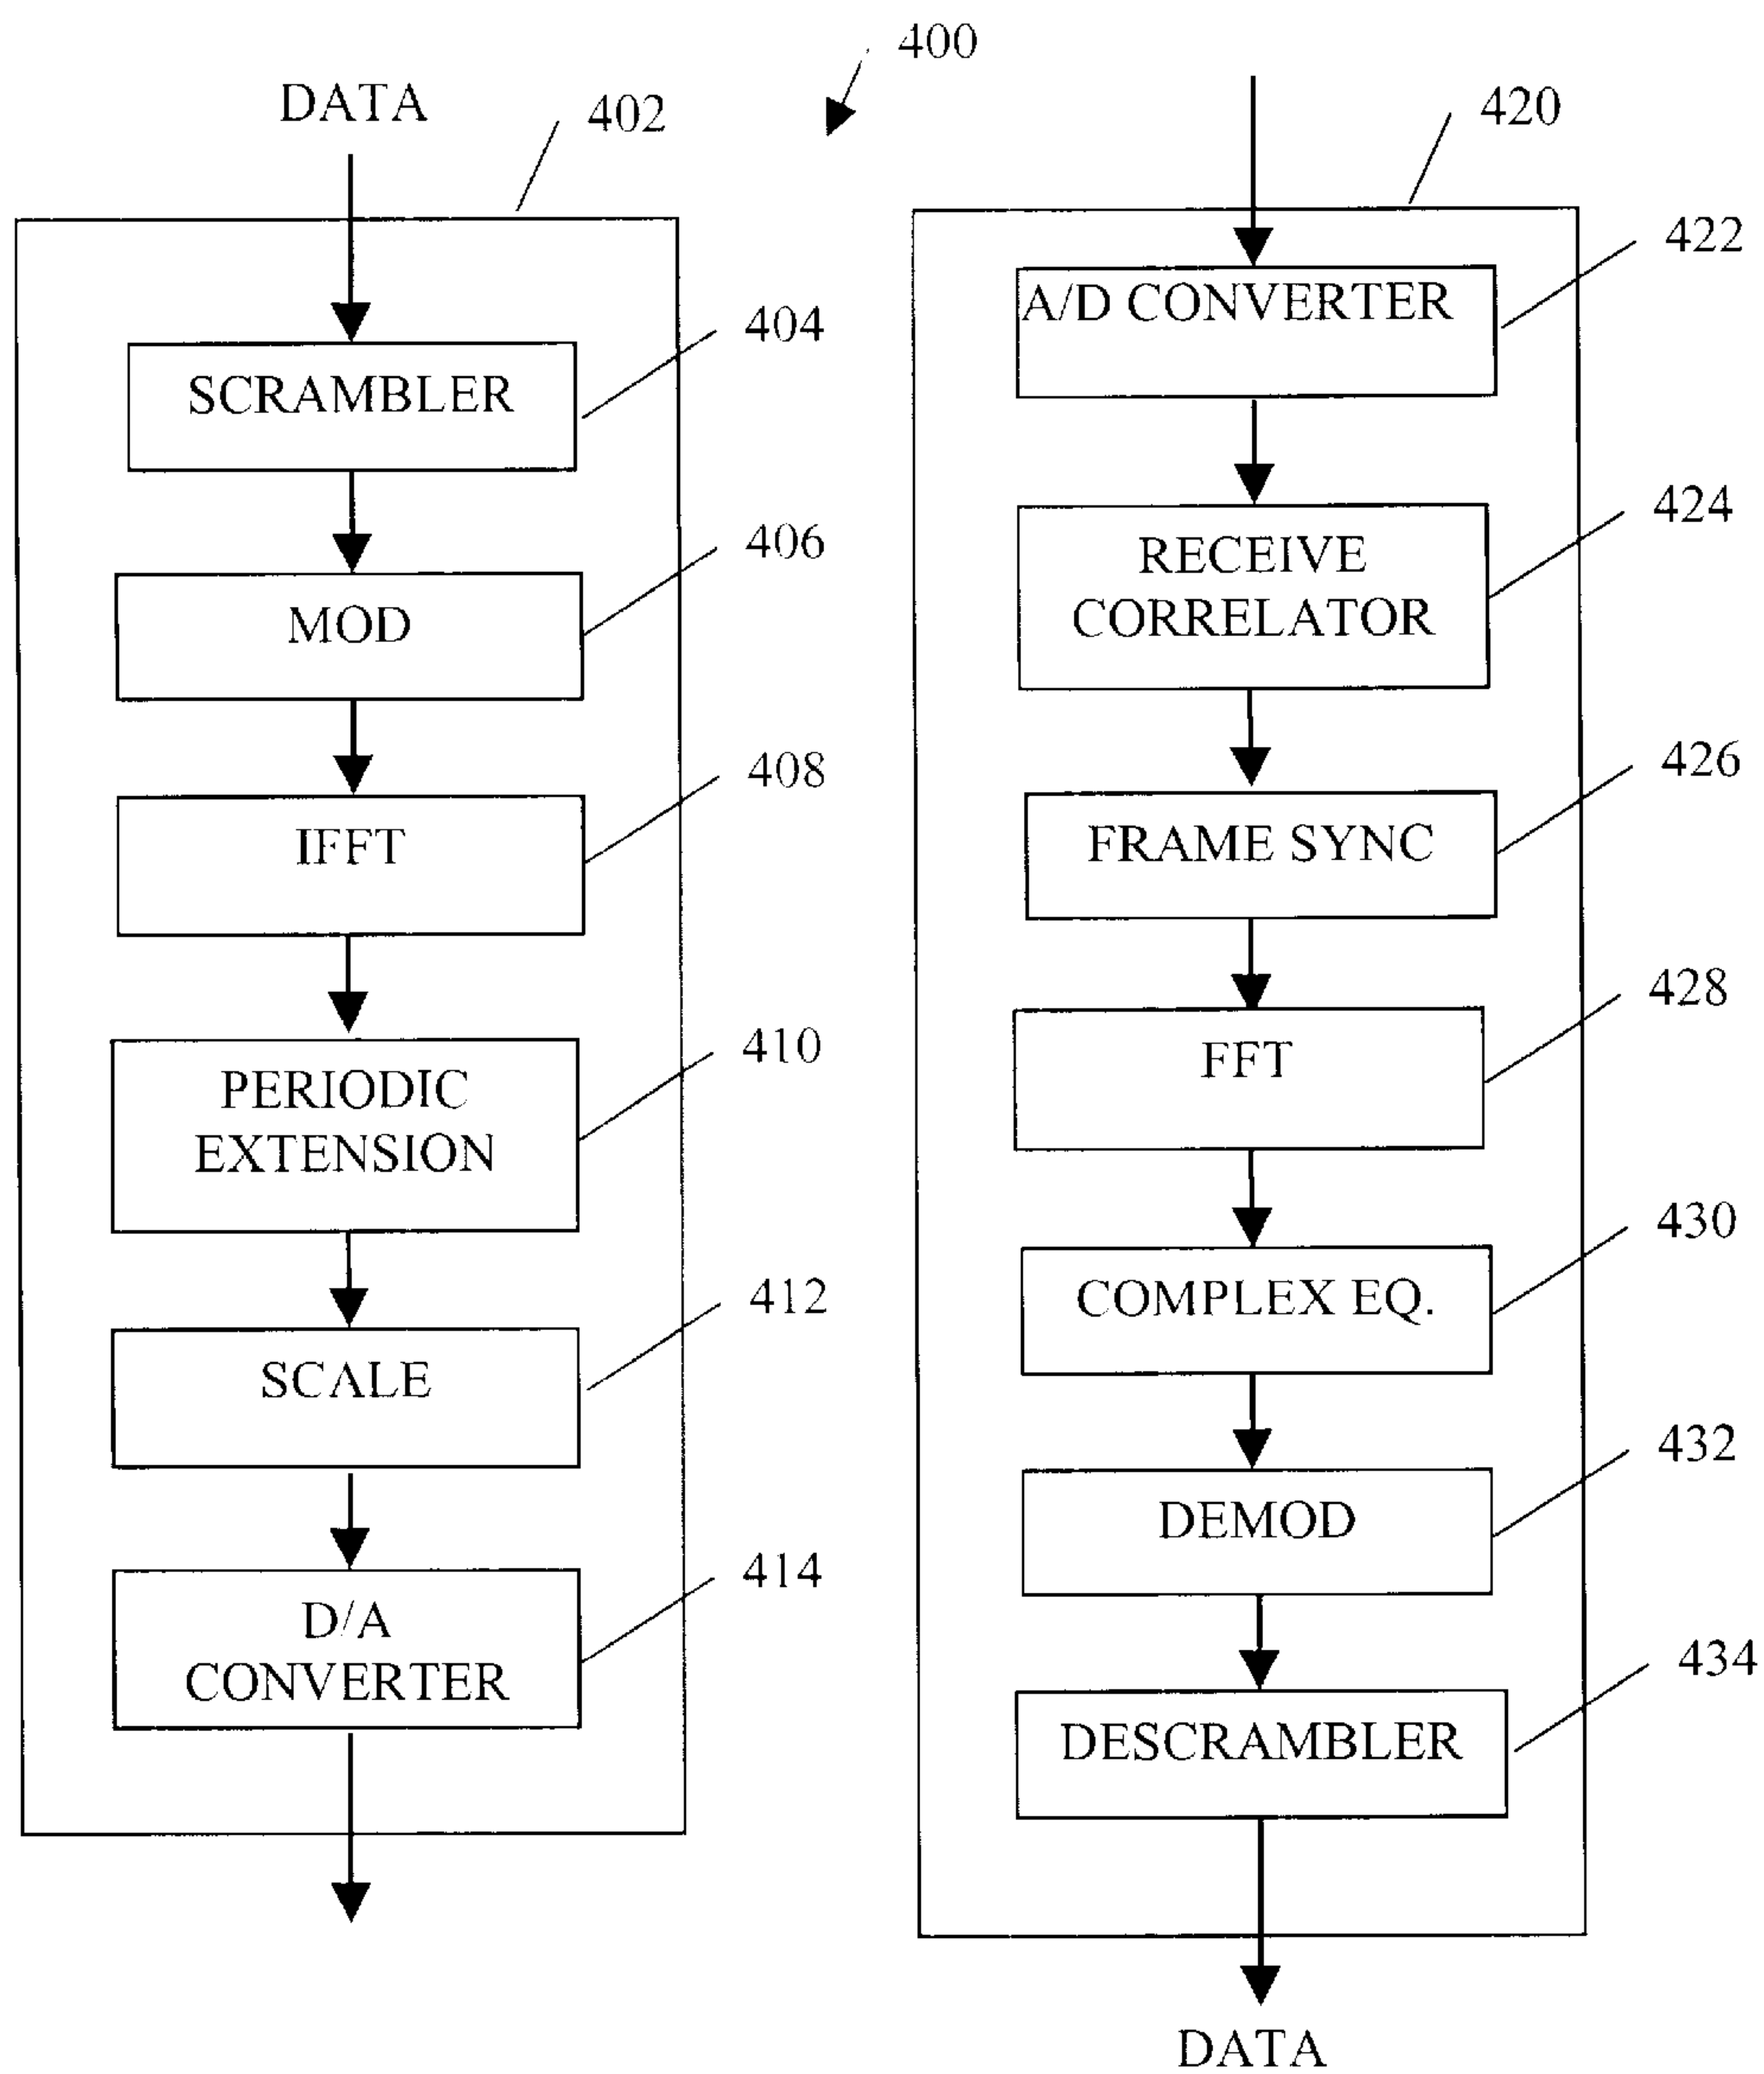 400
DATA
402
SCRAMBLER
404
MOD
406
IFFT
408
PERIODIC
EXTENSION
410
SCALE
412
D/A
CONVERTER
414
420
A/D CONVERTER
422
RECEIVE
CORRELATOR
424
FRAME SYNC
426
FFT
428
COMPLEX EQ.
430
DEMOD
432
DESCRAMBLER
434
DATA